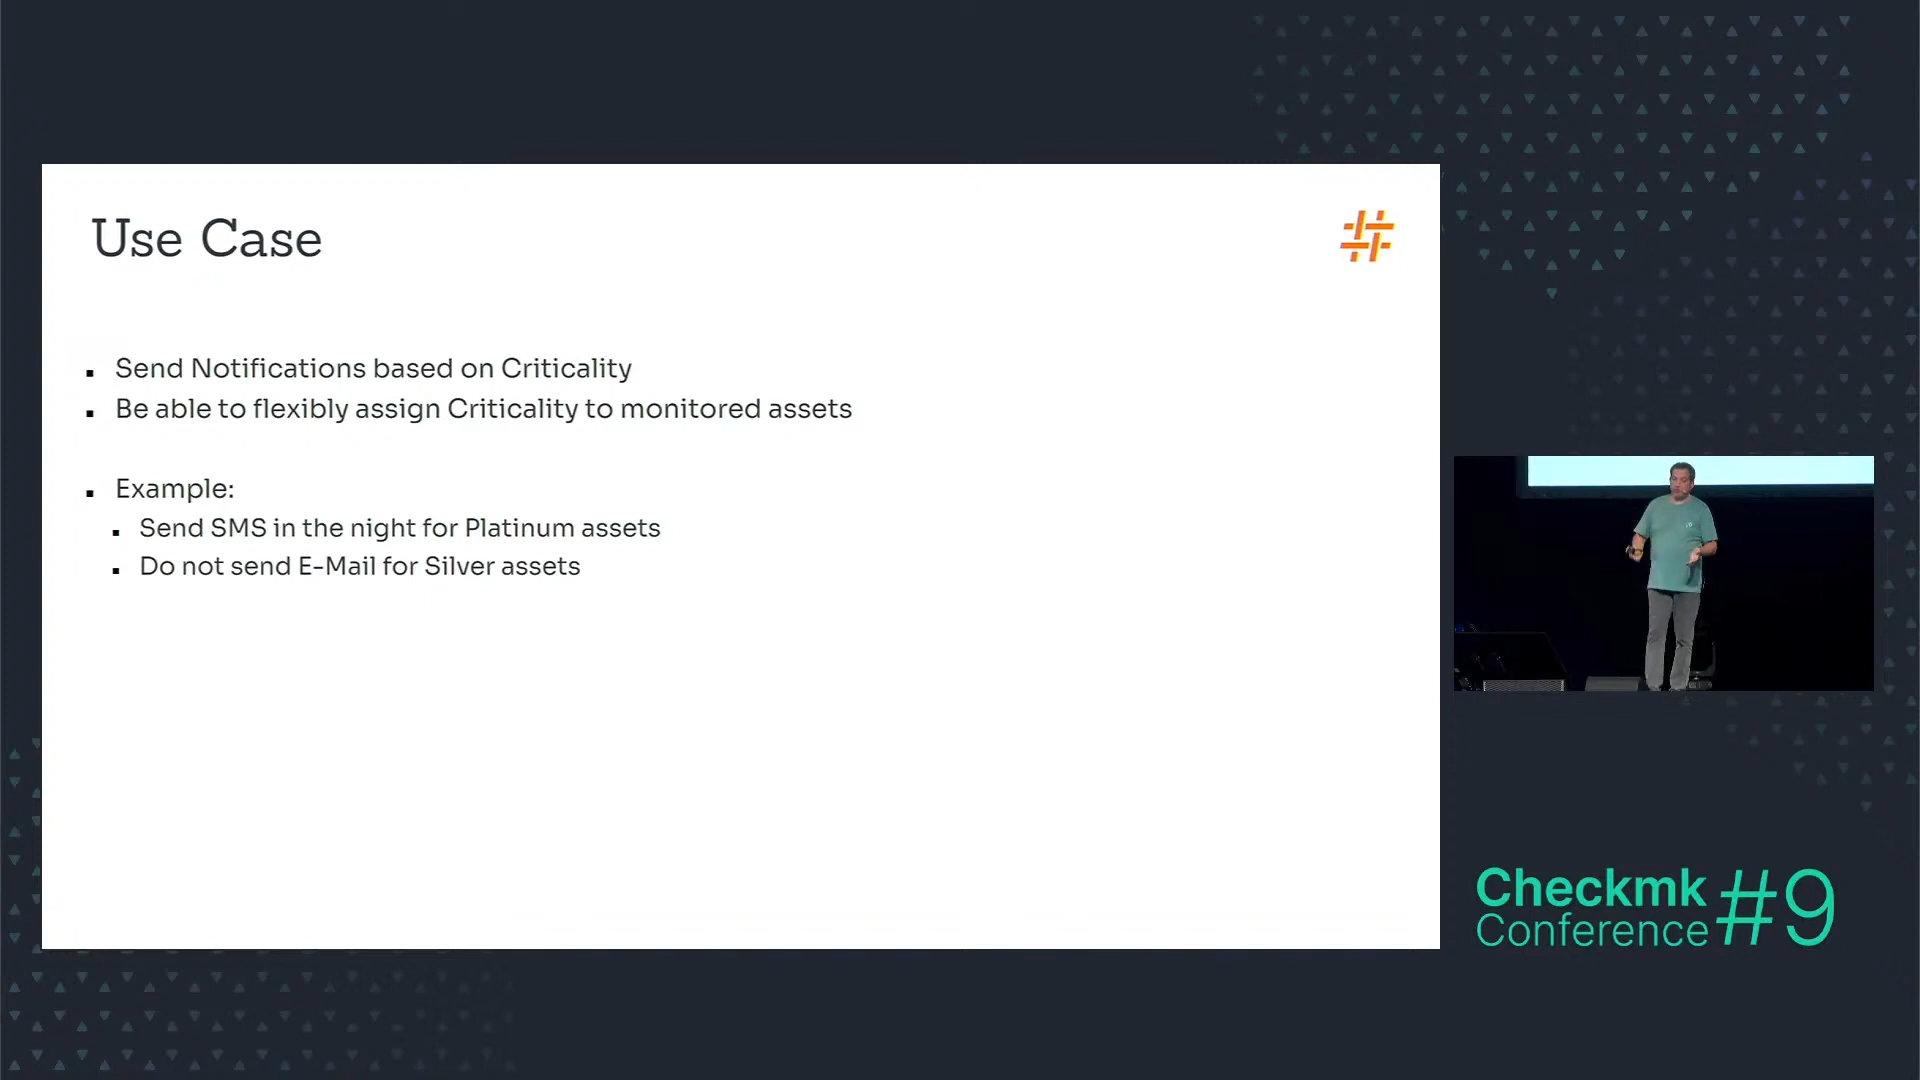 Use Case
Send Notifications based on Criticality
Be able to flexibly assign Criticality to monitored assets
Example:
Send SMS in the night for Platinum assets
Do not send E-Mail for Silver assets
Checkmk
Conference
#9